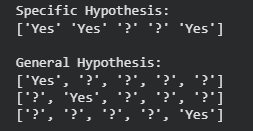 Specific Hypothesis:
['Yes' 'Yes' '?' '?' 'Yes']
General Hypothesis:
['Yes', '?', '?', '?', '?']
['?', 'Yes', '?', '?', '?']
['?', '?', '?', '?', 'Yes']